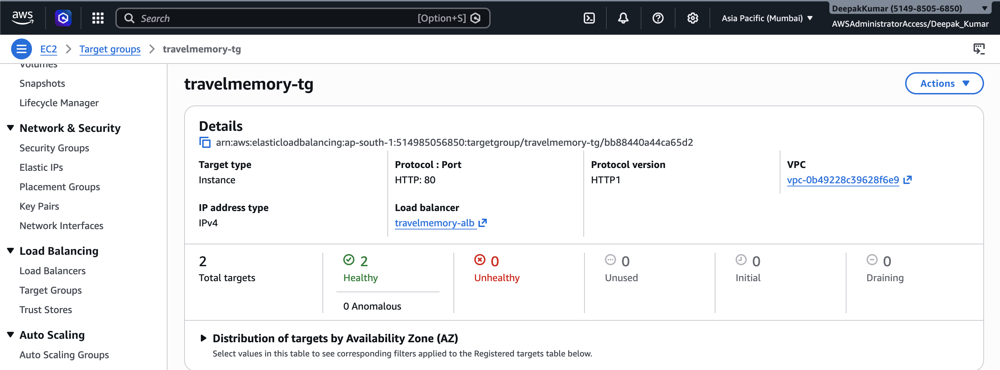 aws
Search
[Option+S]
Asia Pacific (Mumbai)
DeepakKumar (5149-8505-6850)
AWSAdministratorAccess/Deepak_Kumar
EC2
Target groups
travelmemory-tg
Volumes
Snapshots
Lifecycle Manager
Network & Security
Security Groups
Elastic IPs
Placement Groups
Key Pairs
Network Interfaces
Load Balancing
Load Balancers
Target Groups
Trust Stores
Auto Scaling
Auto Scaling Groups
travelmemory-tg
Actions
Details
arn:aws:elasticloadbalancing:ap-south-1:514985056850:targetgroup/travelmemory-tg/bb88440a44ca65d2
Target type
Instance
Protocol : Port
HTTP: 80
Protocol version
HTTP1
VPC
vpc-0b49228c39628f6e9
IP address type
IPv4
Load balancer
travelmemory-alb
2
Total targets
2
Healthy
0 Anomalous
0
Unhealthy
0
Unused
0
Initial
0
Draining
Distribution of targets by Availability Zone (AZ)
Select values in this table to see corresponding filters applied to the Registered targets table below.